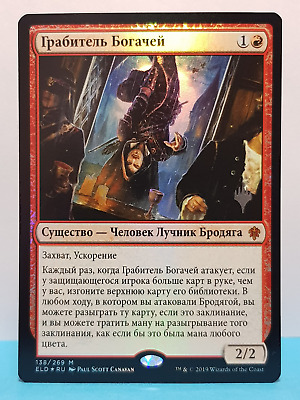 Грабитель Богачей 1
Существо — Человек Лучник Бродяга
Захват, Ускорение
Каждый раз, когда Грабитель Богачей атакует, если
у защищающегося игрока больше карт в руке, чем
у вас, изгоните верхнюю карту его библиотеки. В
любом ходу, в котором вы атаковали Бродягой, вы
можете разыграть ту карту, если это заклинание,
и вы можете тратить ману на разыгрывание того
заклинания, как если бы это была мана любого
цвета.
2/2
138/269 M
ELD ★ RU PAUL SCOTT CANAVAN ™ & © 2019 Wizards of the Coast